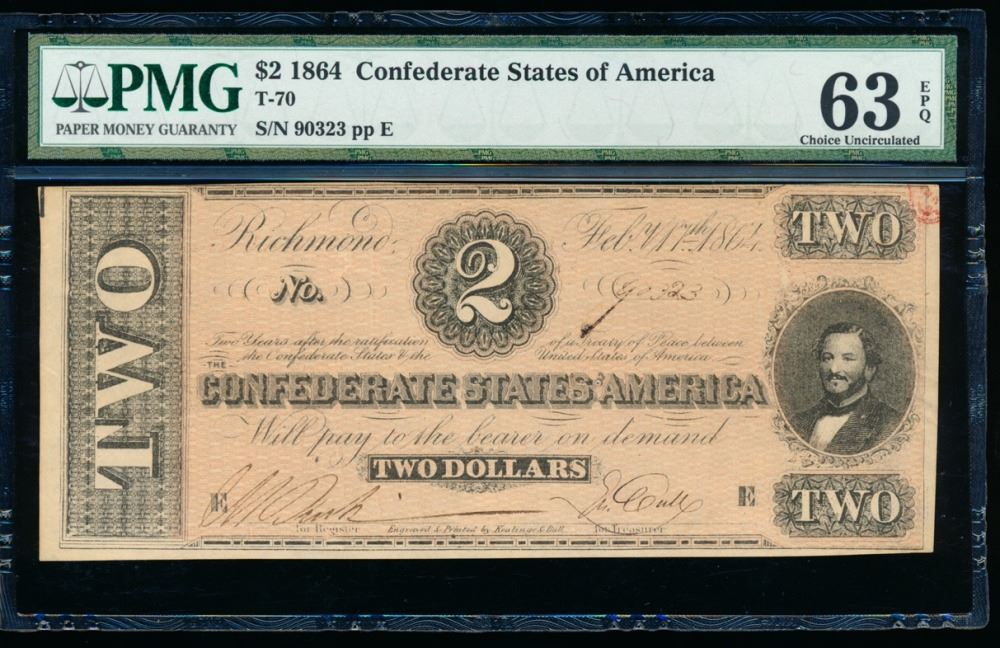 PMG
PAPER MONEY GUARANTY
$2 1864 Confederate States of America
T-70
S/N 90323 pp E
63
EPQ
Choice Uncirculated
TWO
Richmond,
2
Feb.y 17th 1864
TWO
No.
90323
Two Years after the ratification of a Treaty of Peace between
the Confederate States & the United States of America
THE
CONFEDERATE STATES AMERICA
Will pay to the bearer on demand
TWO DOLLARS
E
E
TWO
for Register
Engraved & Printed by Keatinge & Ball
for Treasurer